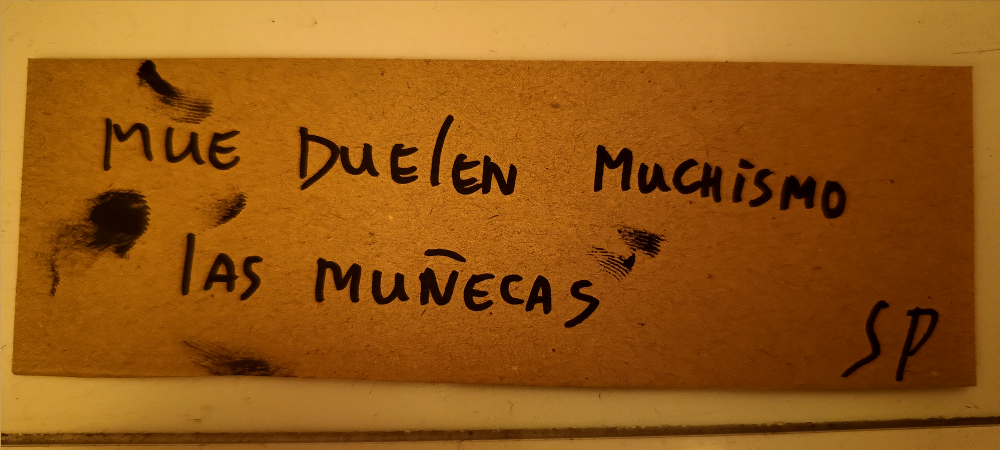 MUE DUElEN MUCHiSMO
lAS MUÑECAS
SP